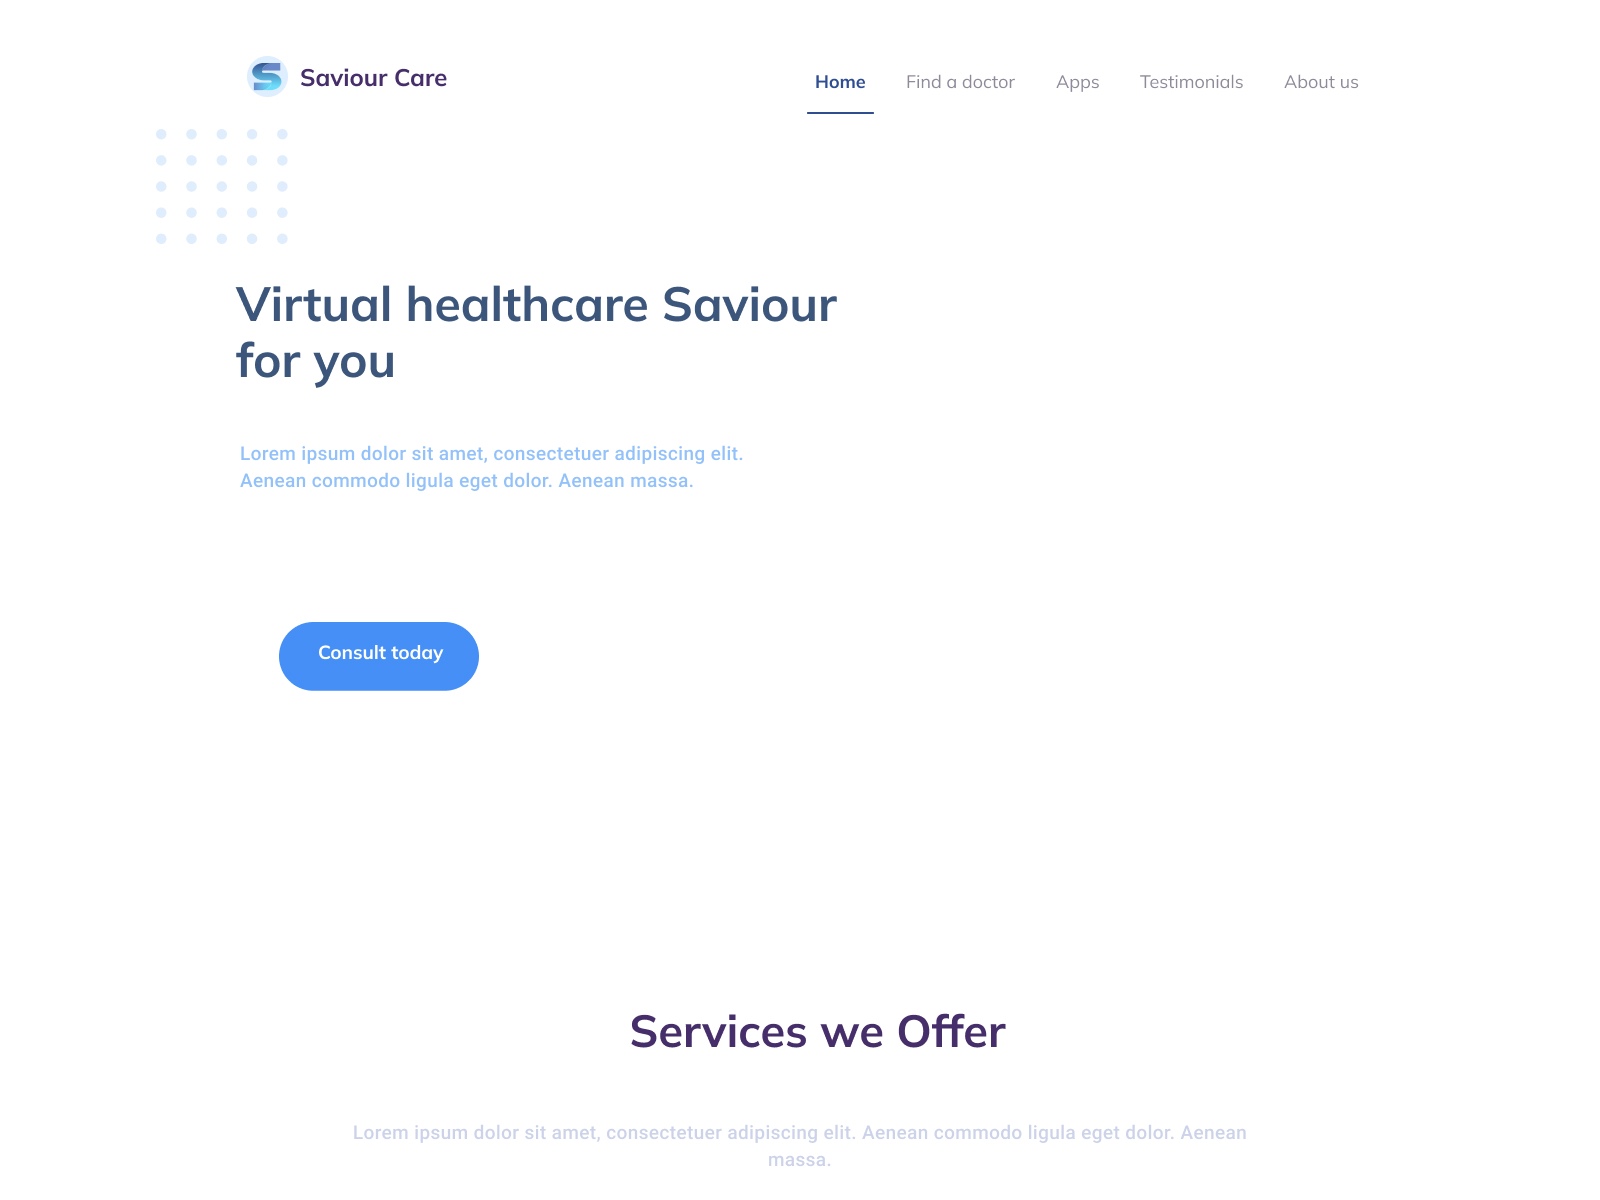 Saviour Care
Home
Find a doctor
Apps
Testimonials
About us
Virtual healthcare Saviour
for you
Lorem ipsum dolor sit amet, consectetuer adipiscing elit.
Aenean commodo ligula eget dolor. Aenean massa.
Consult today
Services we Offer
Lorem ipsum dolor sit amet, consectetuer adipiscing elit. Aenean commodo ligula eget dolor. Aenean
massa.